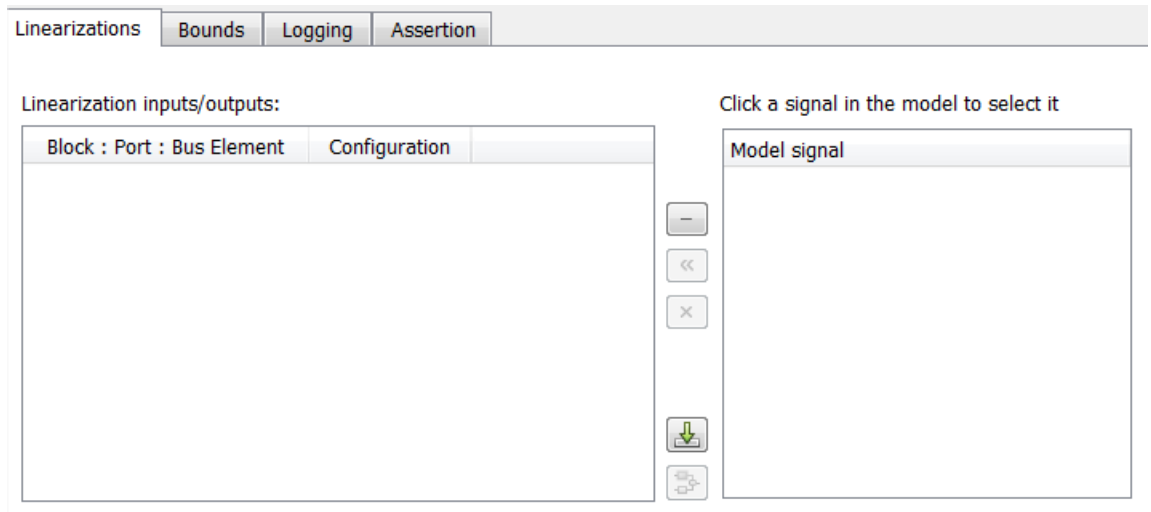 Linearizations Bounds Logging Assertion
Linearization inputs/outputs:
Click a signal in the model to select it
Block : Port : Bus Element Configuration
Model signal